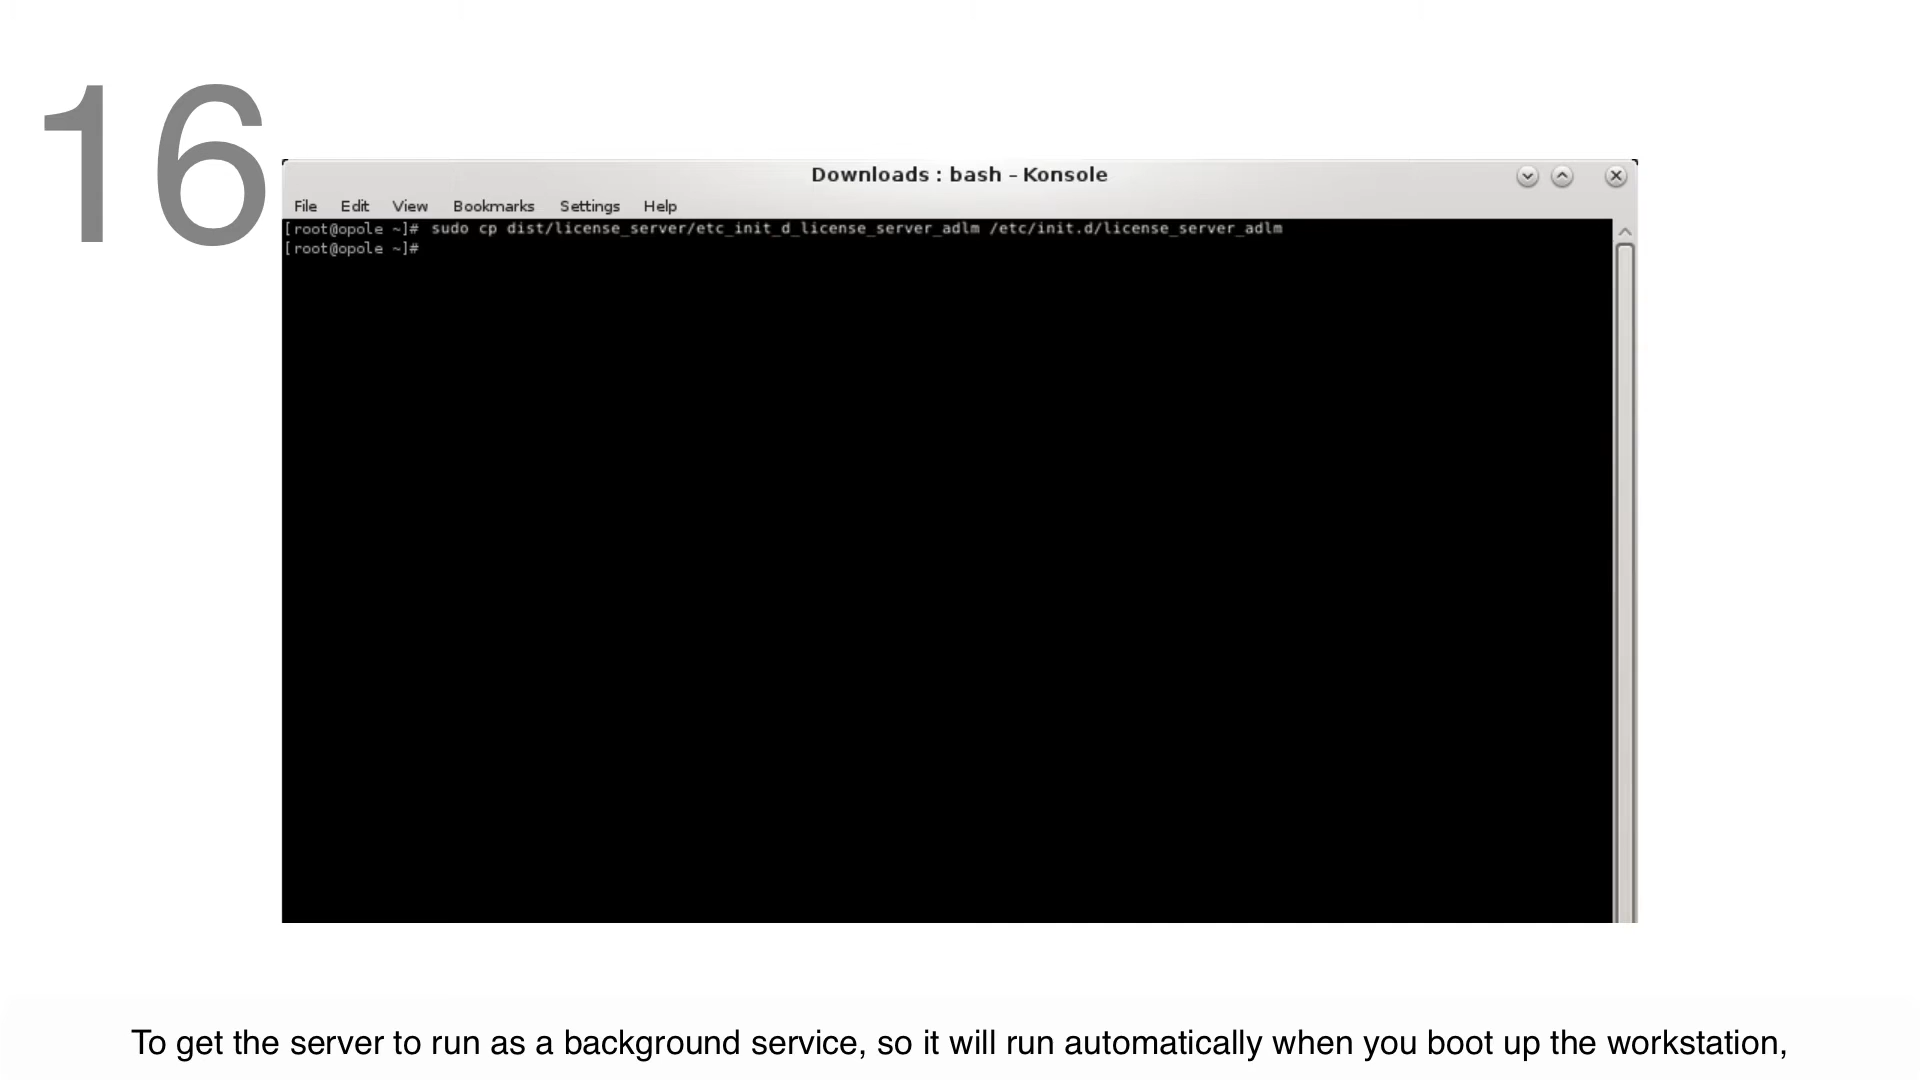 16
Downloads : bash - Konsole
File Edit View Bookmarks Settings Help
[root@opole ~]# sudo cp dist/license_server/etc_init_d_license_server_adlm /etc/init.d/license_server_adlm
[root@opole ~]#
To get the server to run as a background service, so it will run automatically when you boot up the workstation,